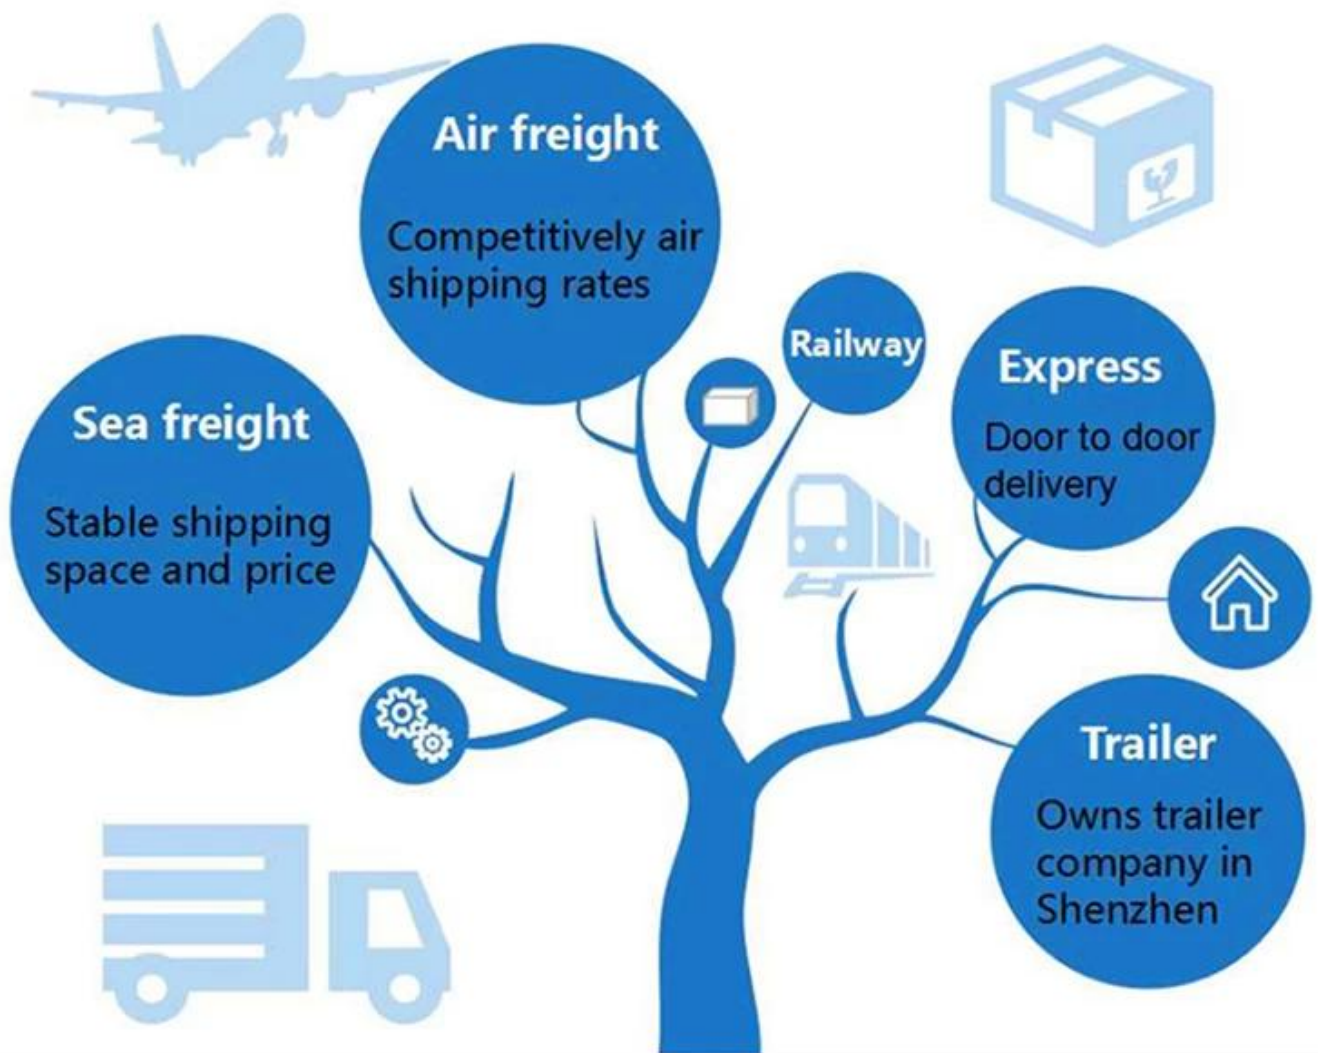 Air freight
Competitively air
shipping rates
Railway
Express
Door to door
delivery
Sea freight
Stable shipping
space and price
Trailer
Owns trailer
company in
Shenzhen